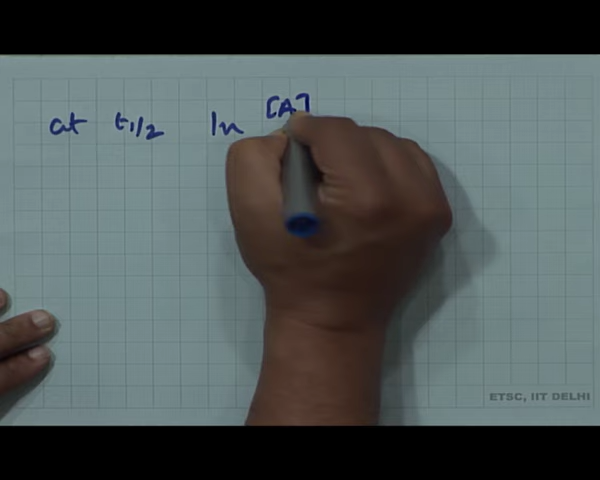 at t1/2 ln [A]
ETSC, IIT DELHI